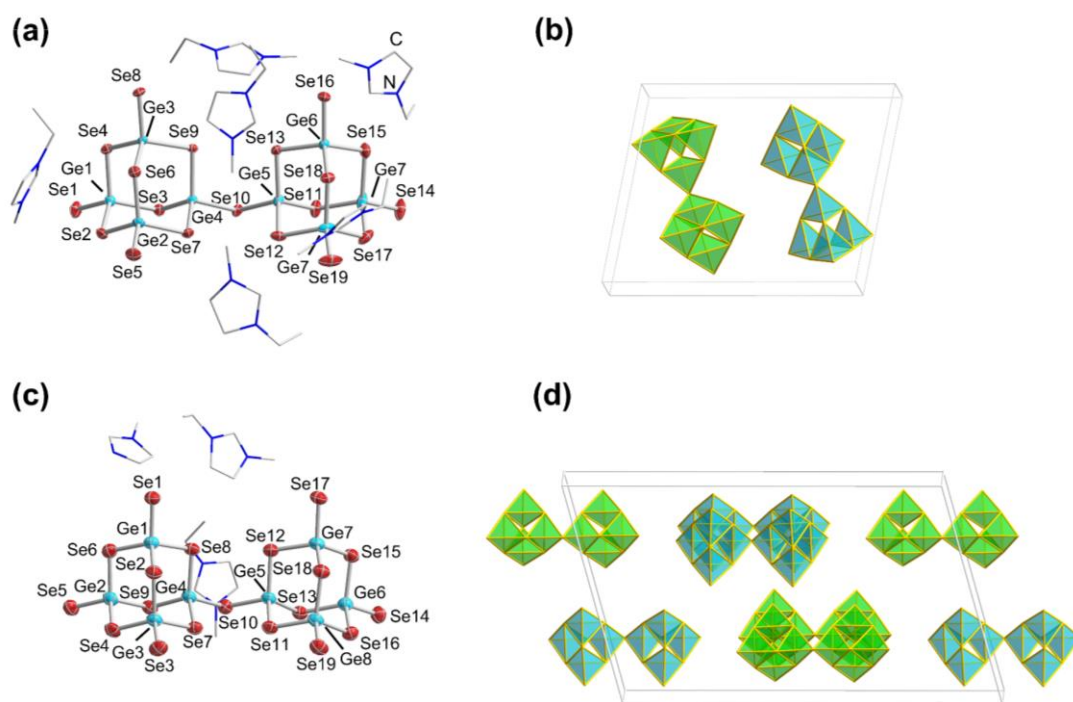 (a)
(b)
C
N
Se8
Se16
Ge3
Ge6
Se4
Se9
Se13
Se15
Ge1
Se6
Ge5
Se18
Ge7
Se1
Se3
Se10
Se11
Se14
Ge4
Se2
Ge2
Se7
Se12
Se17
Se5
Ge7
Se19
(c)
(d)
Se1
Se17
Ge1
Se12
Ge7
Se6
Se8
Se15
Se2
Ge5
Se18
Ge2
Ge4
Se5
Se9
Se13
Ge6
Se10
Se14
Se4
Se7
Se11
Se16
Ge3
Se3
Se19
Ge8